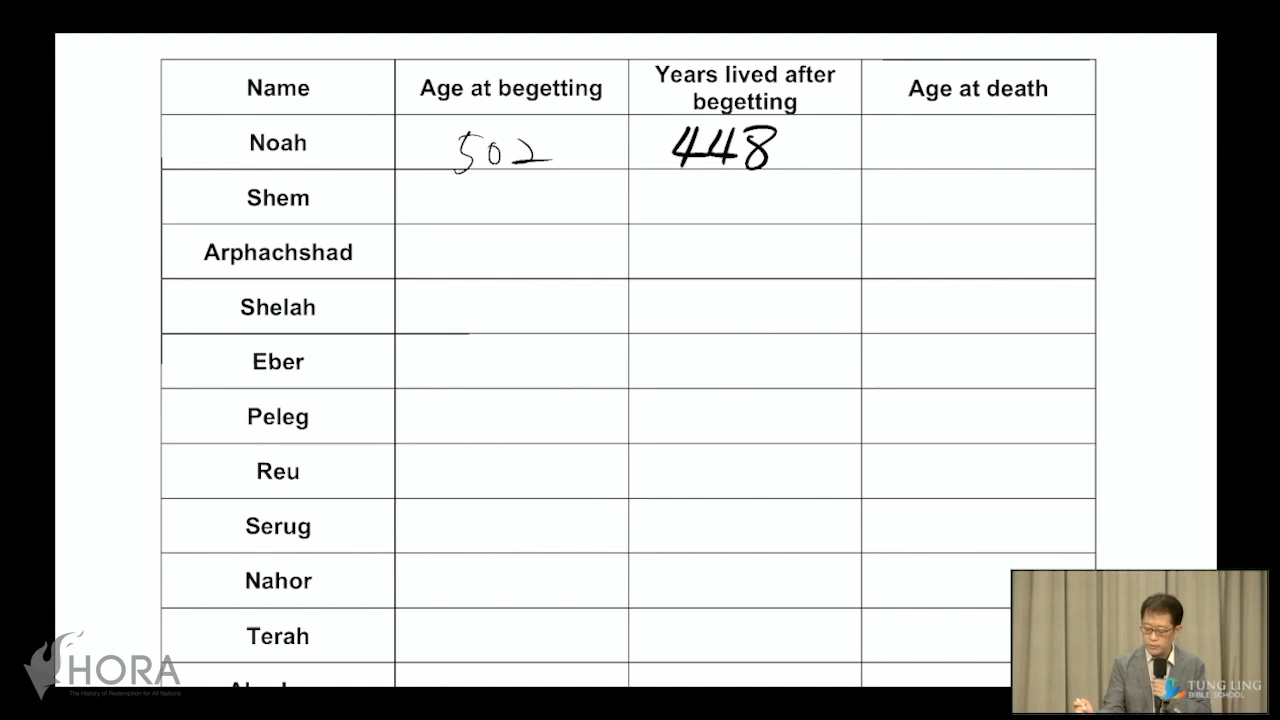 Name Age at begetting Years lived after begetting Age at death
Noah 502 448
Shem
Arphachshad
Shelah
Eber
Peleg
Reu
Serug
Nahor
Terah
HORA
The History of Redemption for All Nations
TUNG LING
BIBLE SCHOOL